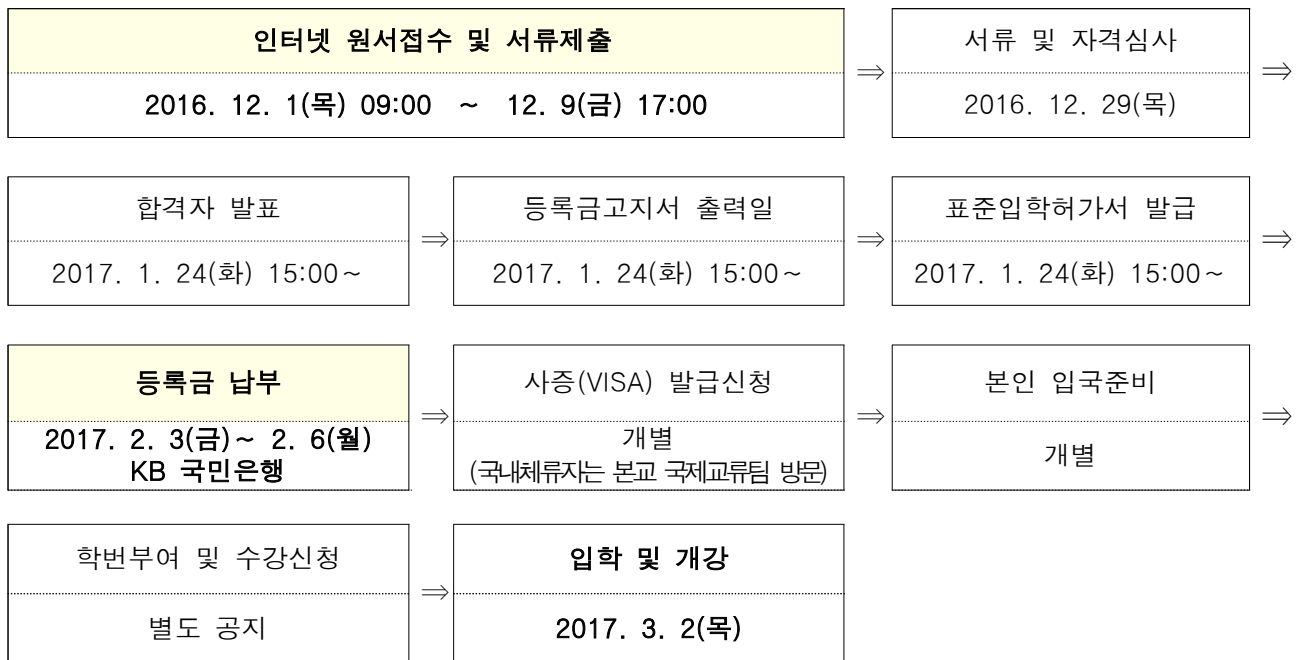 인터넷 원서접수 및 서류제출
2016. 12. 1(목) 09:00 ~ 12. 9(금) 17:00
⇒
서류 및 자격심사
2016. 12. 29(목)
⇒
합격자 발표
2017. 1. 24(화) 15:00~
⇒
등록금고지서 출력일
2017. 1. 24(화) 15:00~
⇒
표준입학허가서 발급
2017. 1. 24(화) 15:00~
⇒
등록금 납부
2017. 2. 3(금)~ 2. 6(월)
KB 국민은행
⇒
사증(VISA) 발급신청
개별
(국내체류자는 본교 국제교류팀 방문)
⇒
본인 입국준비
개별
⇒
학번부여 및 수강신청
별도 공지
⇒
입학 및 개강
2017. 3. 2(목)